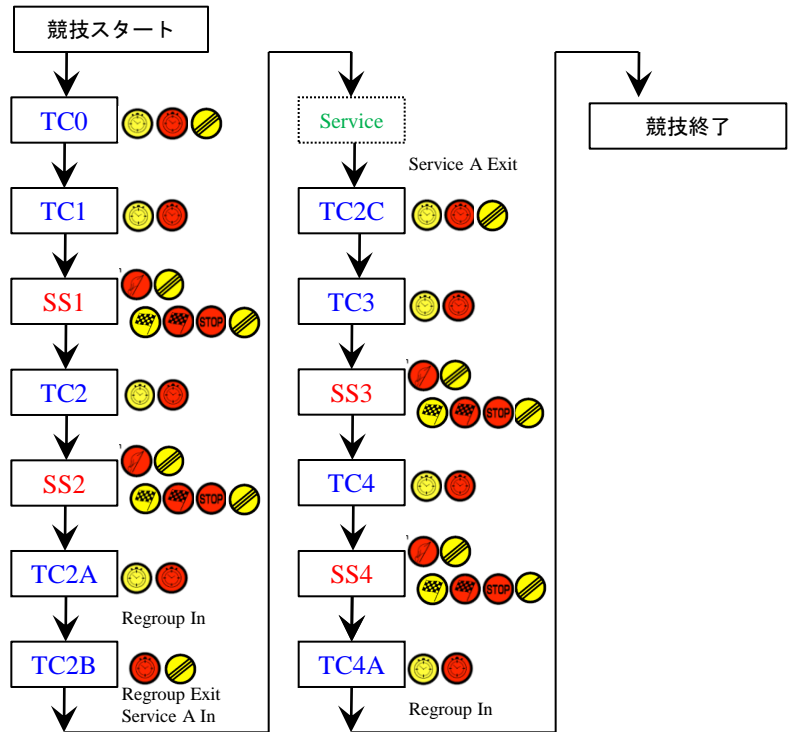 競技スタート
TC0
TC1
SS1
STOP
TC2
SS2
STOP
TC2A
Regroup In
TC2B
Regroup Exit
Service A In
Service
Service A Exit
TC2C
TC3
SS3
STOP
TC4
SS4
STOP
TC4A
Regroup In
競技終了